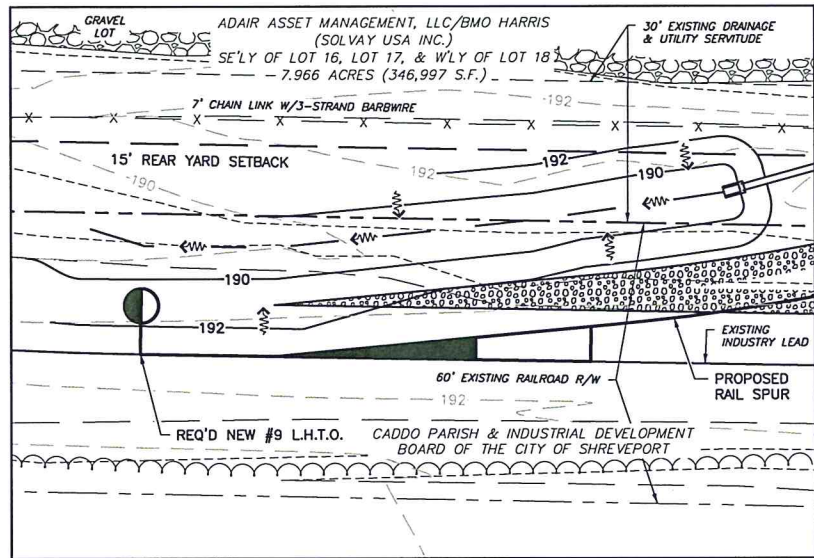 GRAVEL
LOT
ADAIR ASSET MANAGEMENT, LLC/BMO HARRIS
(SOLVAY USA INC.)
SE'LY OF LOT 16, LOT 17, & W'LY OF LOT 18
7.966 ACRES (346,997 S.F.)
30' EXISTING DRAINAGE
& UTILITY SERVITUDE
192
7' CHAIN LINK W/3-STRAND BARBWIRE
X X X X X X X X X X
15' REAR YARD SETBACK
192
192
190
190
190
192
EXISTING
INDUSTRY LEAD
60' EXISTING RAILROAD R/W
PROPOSED
RAIL SPUR
192
REQ'D NEW #9 L.H.T.O.
CADDO PARISH & INDUSTRIAL DEVELOPMENT
BOARD OF THE CITY OF SHREVEPORT